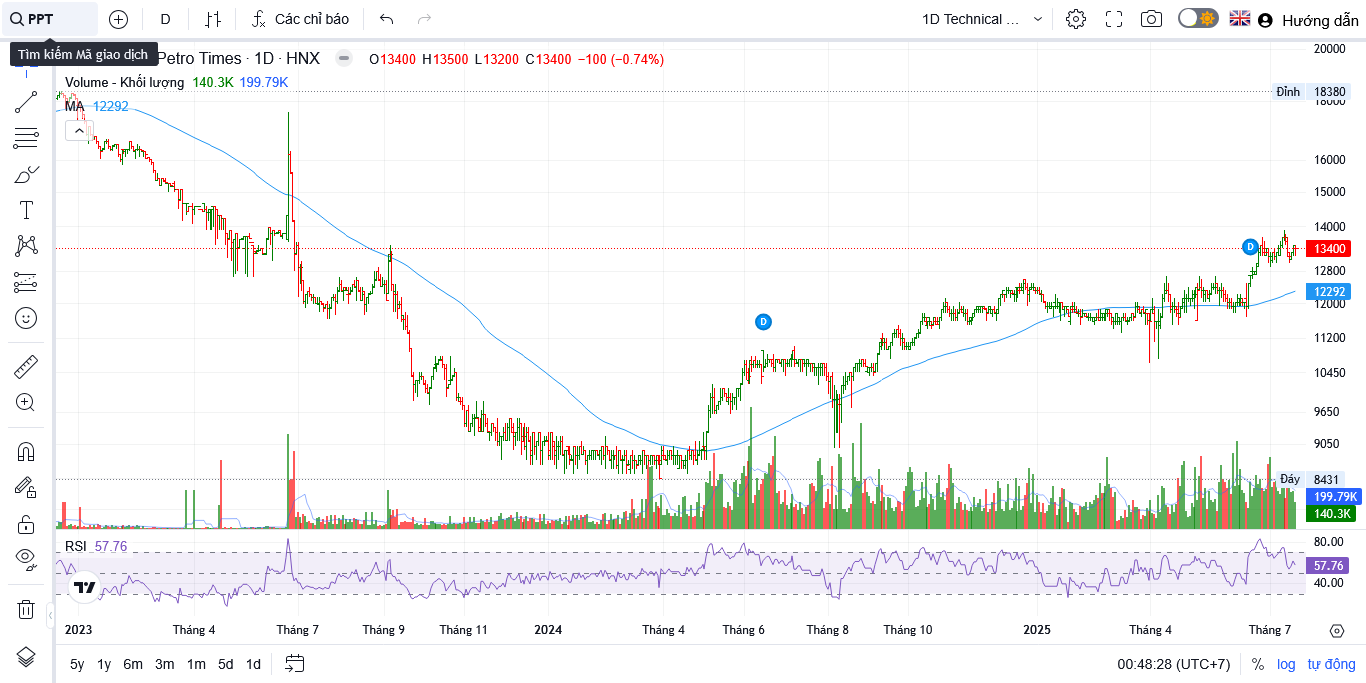 PPT
D
Các chỉ báo
1D Technical ...
Hướng dẫn
Tìm kiếm Mã giao dịch
Petro Times · 1D · HNX
O13400 H13500 L13200 C13400 −100 (−0.74%)
Volume - Khối lượng 140.3K 199.79K
MA 12292
20000
Đỉnh 18380
18000
16000
15000
14000
D
13400
12800
12292
12000
D
11200
10450
9650
9050
Đáy 8431
199.79K
140.3K
RSI 57.76
80.00
57.76
40.00
2023 Tháng 4 Tháng 7 Tháng 9 Tháng 11 2024 Tháng 4 Tháng 6 Tháng 8 Tháng 10 2025 Tháng 4 Tháng 7
5y 1y 6m 3m 1m 5d 1d
00:48:28 (UTC+7) % log tự động